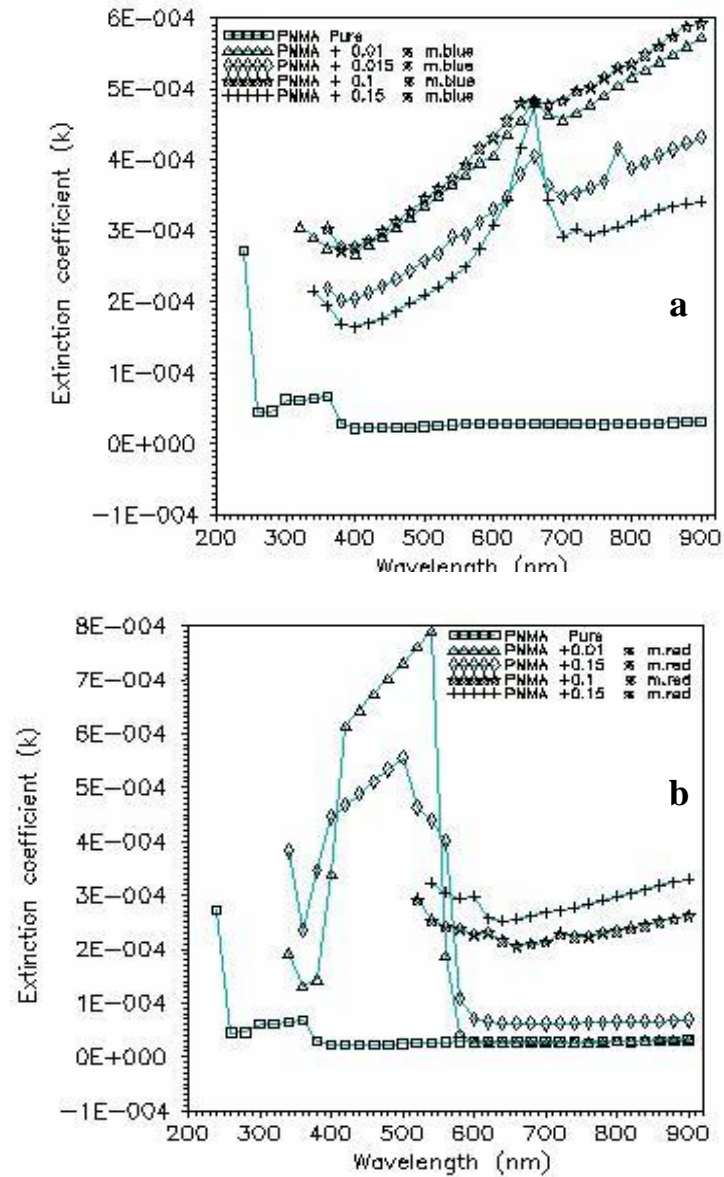 6E-004
5E-004
4E-004
3E-004
2E-004
1E-004
0E+000
-1E-004
Extinction coefficient (k)
PNMA Pure
PNMA + 0.01 % m.blue
PNMA + 0.015 % m.blue
PNMA + 0.1 % m.blue
PNMA + 0.15 % m.blue
a
200 300 400 500 600 700 800 900
Wavelength (nm)
8E-004
7E-004
6E-004
5E-004
4E-004
3E-004
2E-004
1E-004
0E+000
-1E-004
Extinction coefficient (k)
PNMA Pure
PNMA +0.01 % m.red
PNMA +0.15 % m.red
PNMA +0.1 % m.red
PNMA +0.15 % m.red
b
200 300 400 500 600 700 800 900
Wavelength (nm)